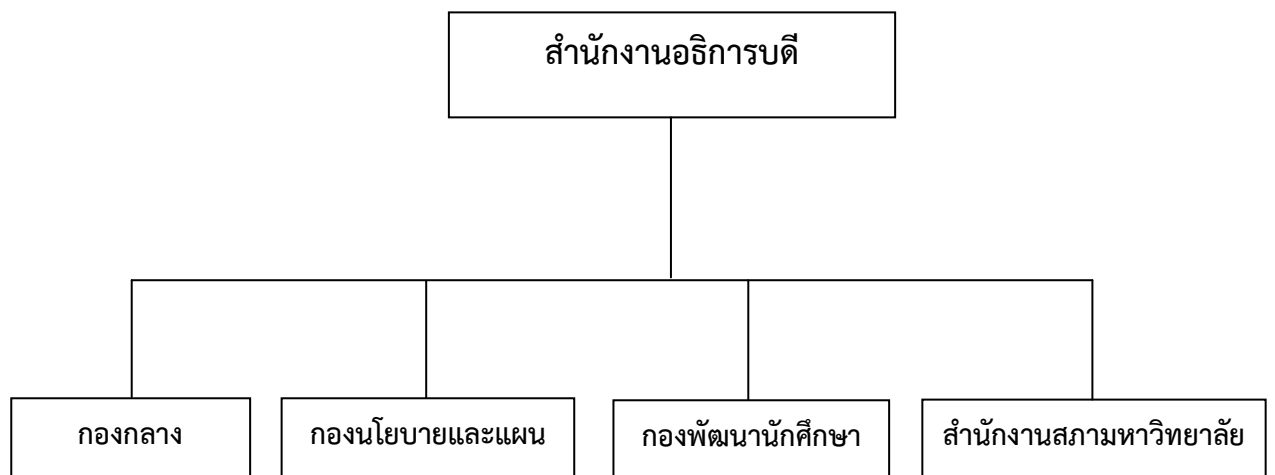 สำนักงานอธิการบดี
กองกลาง
กองนโยบายและแผน
กองพัฒนานักศึกษา
สำนักงานสภามหาวิทยาลัย